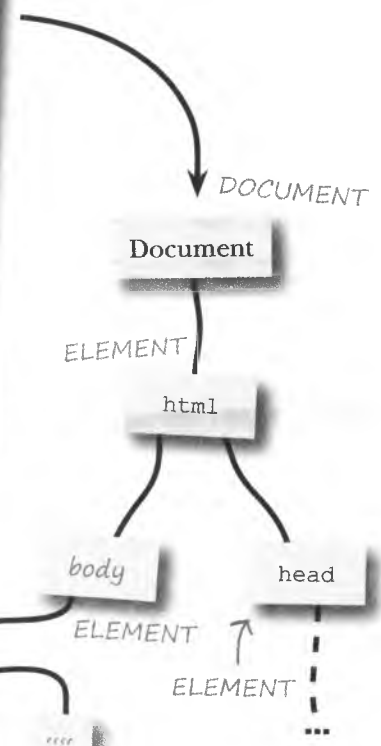 DOCUMENT
Document
ELEMENT
html
body
head
ELEMENT
ELEMENT
...